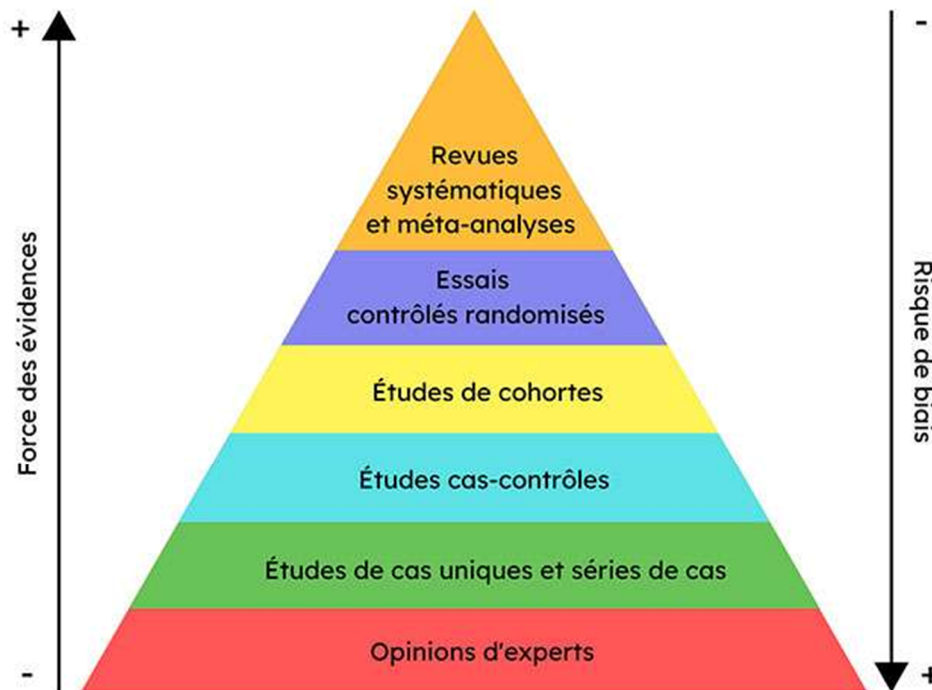 +
-
Revues
systématiques
et méta-analyses
Essais
contrôlés randomisés
Études de cohortes
Études cas-contrôles
Études de cas uniques et séries de cas
Opinions d'experts
Force des évidences
Risque de biais
-
+